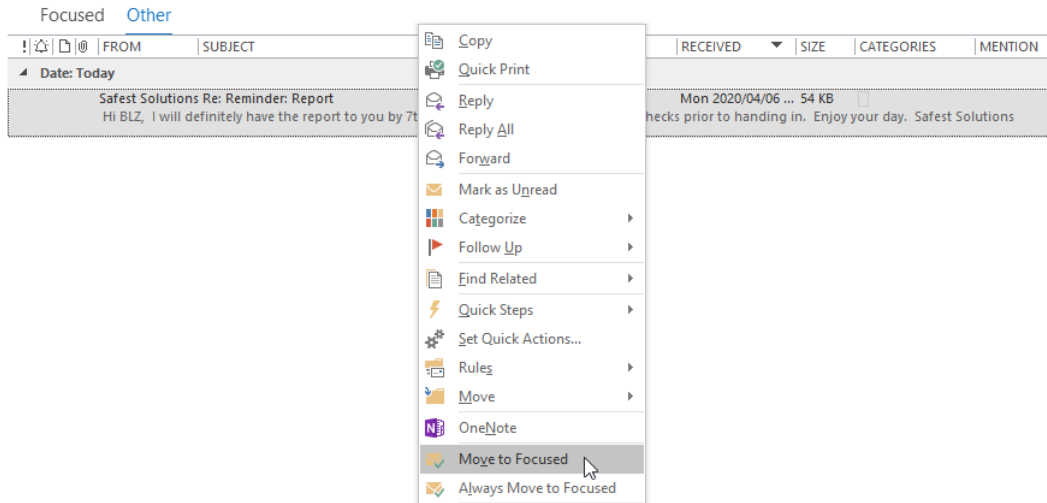 Focused Other
! FROM SUBJECT RECEIVED SIZE CATEGORIES MENTION
Date: Today
Safest Solutions Re: Reminder: Report Mon 2020/04/06 ... 54 KB
Hi BLZ, I will definitely have the report to you by 7t hecks prior to handing in. Enjoy your day. Safest Solutions
Copy
Quick Print
Reply
Reply All
Forward
Mark as Unread
Categorize
Follow Up
Find Related
Quick Steps
Set Quick Actions...
Rules
Move
OneNote
Move to Focused
Always Move to Focused